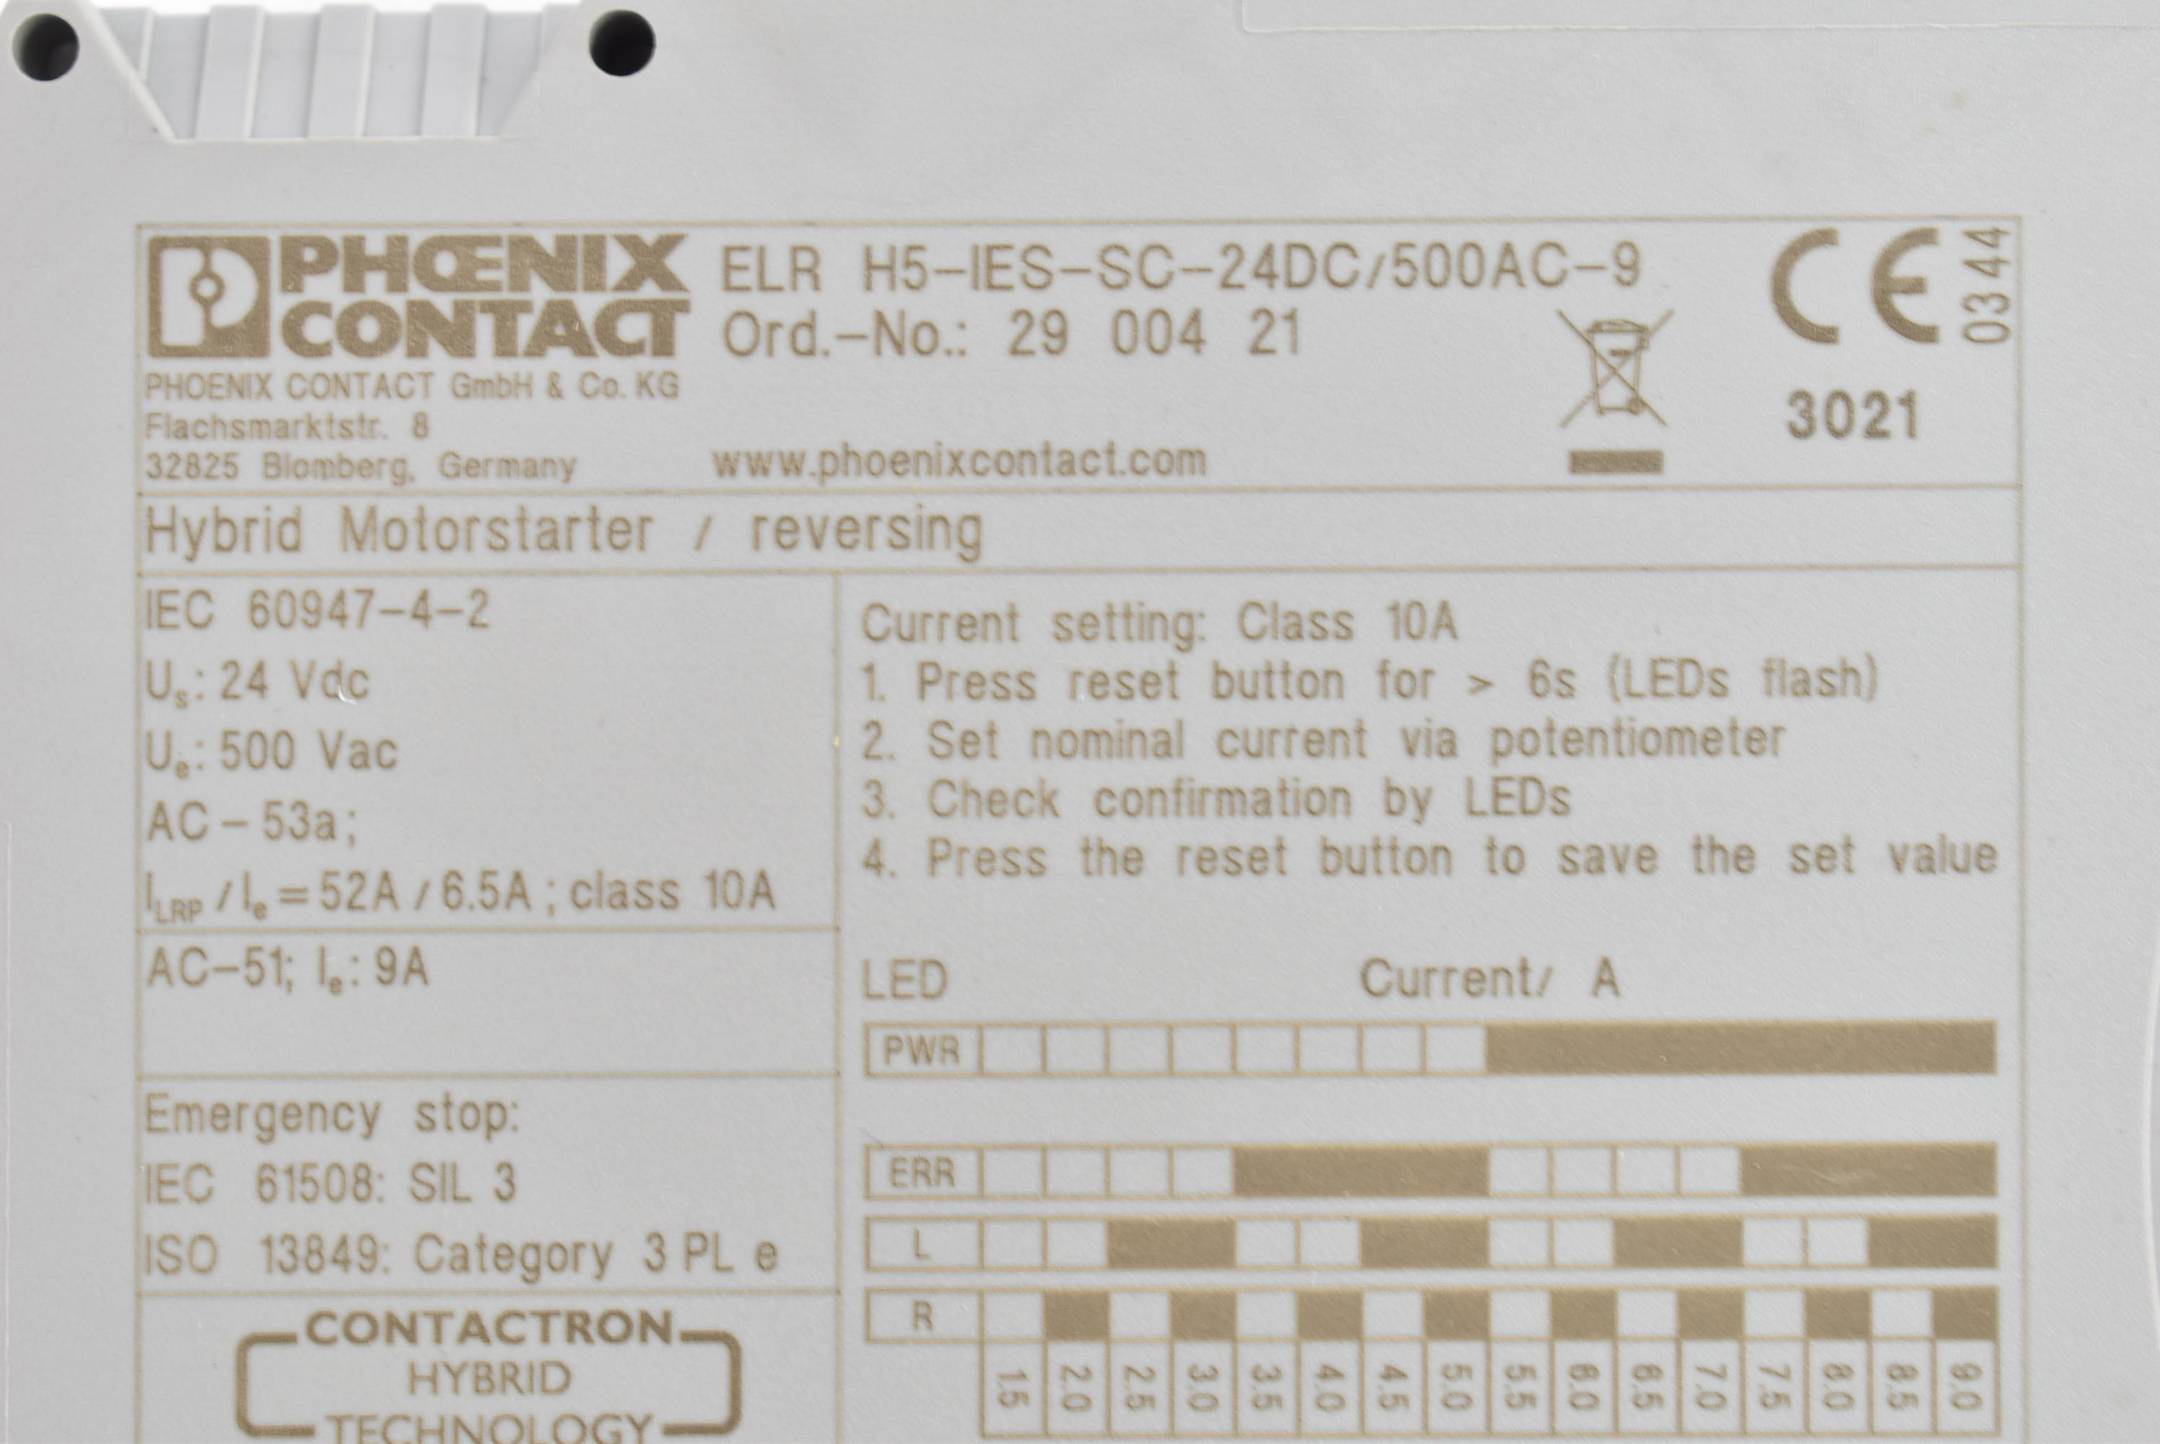 PHOENIX
CONTACT
ELR H5-IES-SC-24DC/500AC-9
Ord.-No.: 29 004 21
CE
0344
3021
PHOENIX CONTACT GmbH & Co. KG
Flachsmarktstr. 8
32825 Blomberg, Germany
www.phoenixcontact.com
Hybrid Motorstarter / reversing
IEC 60947-4-2
Us: 24 Vdc
Ue: 500 Vac
AC - 53a;
ILRP / Ie = 52A / 6.5A ; class 10A
AC-51; Ie: 9A
Emergency stop:
IEC 61508: SIL 3
ISO 13849: Category 3 PL e
CONTACTRON
HYBRID
TECHNOLOGY
Current setting: Class 10A
1. Press reset button for > 6s (LEDs flash)
2. Set nominal current via potentiometer
3. Check confirmation by LEDs
4. Press the reset button to save the set value
LED Current/ A
PWR
ERR
L
R
1.5 2.0 2.5 3.0 3.5 4.0 4.5 5.0 5.5 6.0 6.5 7.0 7.5 8.0 8.5 9.0